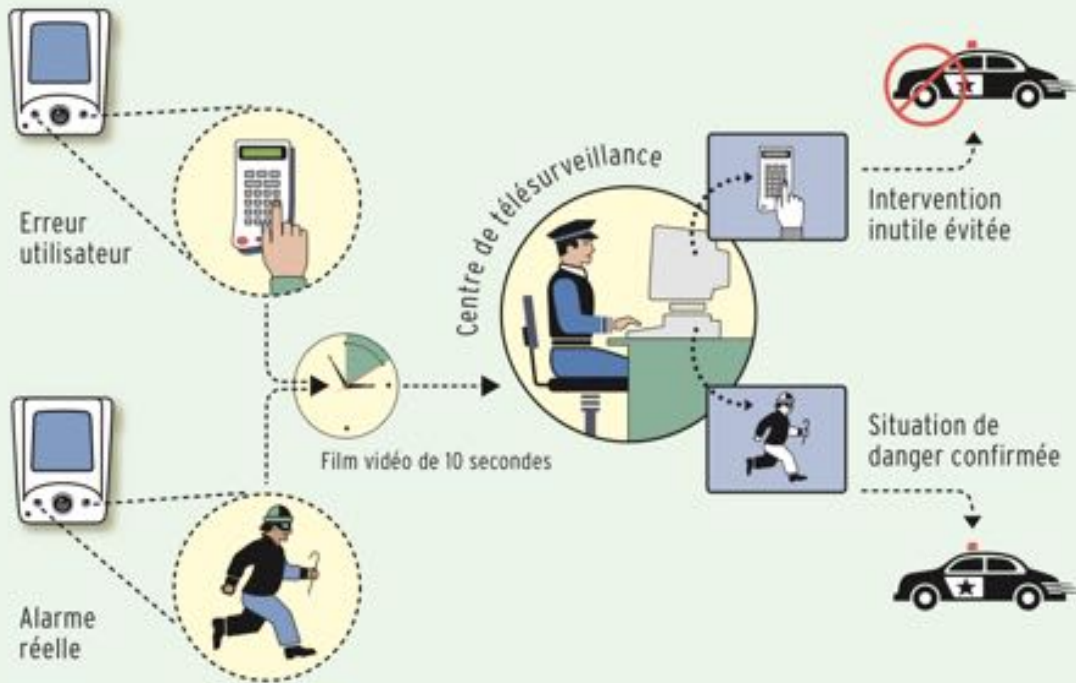 Erreur
utilisateur
Centre de télésurveillance
Intervention
inutile évitée
Film vidéo de 10 secondes
Situation de
danger confirmée
Alarme
réelle